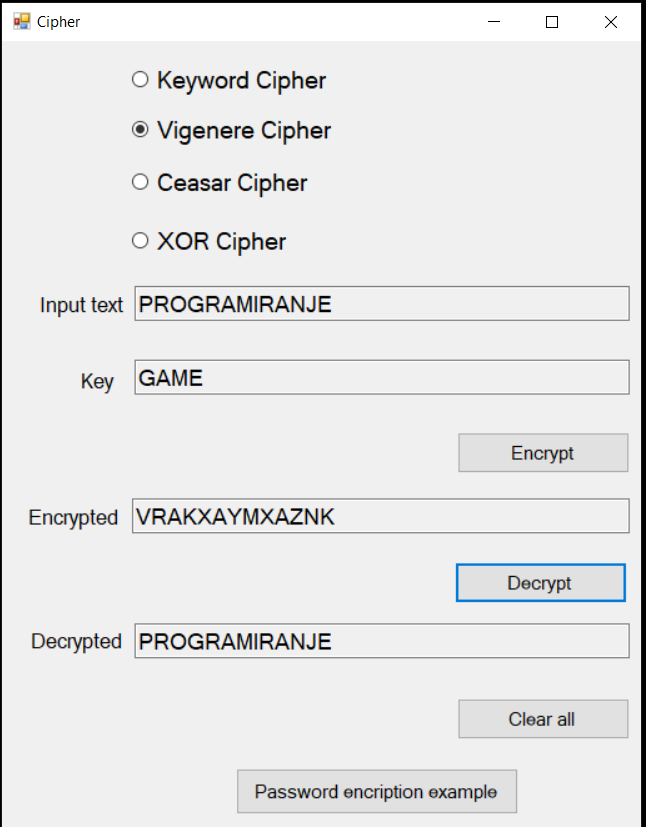 Cipher
Keyword Cipher
Vigenere Cipher
Ceasar Cipher
XOR Cipher
Input text PROGRAMIRANJE
Key GAME
Encrypt
Encrypted VRAKXAYMXAZNK
Decrypt
Decrypted PROGRAMIRANJE
Clear all
Password encription example